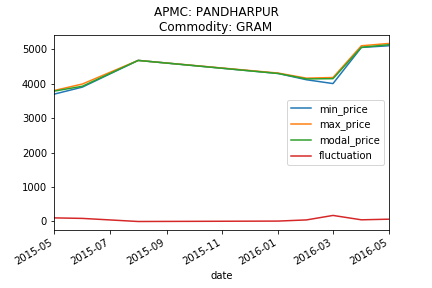 APMC: PANDHARPUR
Commodity: GRAM
5000
4000
3000
2000
1000
0
min_price
max_price
modal_price
fluctuation
2015-05
2015-07
2015-09
2015-11
2016-01
2016-03
2016-05
date